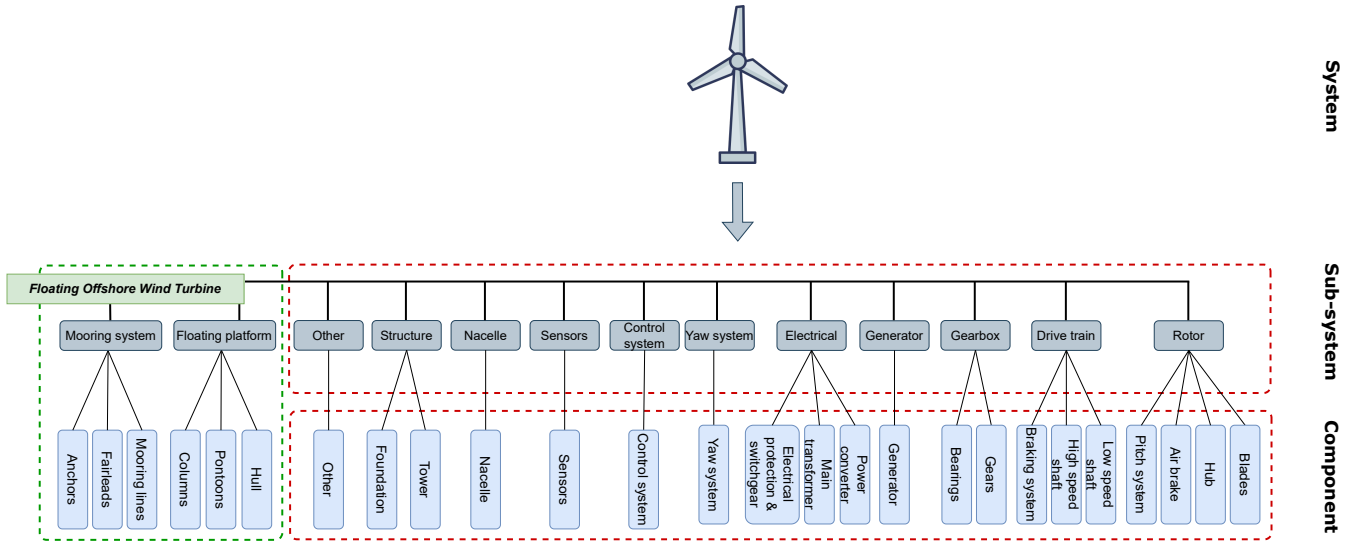 System
Sub-system
Component
Floating Offshore Wind Turbine
Mooring system
Floating platform
Other
Structure
Nacelle
Sensors
Control
system
Yaw system
Electrical
Generator
Gearbox
Drive train
Rotor
Anchors
Fairleads
Mooring lines
Columns
Pontoons
Hull
Other
Foundation
Tower
Nacelle
Sensors
Control system
Yaw system
Electrical
protection &
switchgear
Main
transformer
Power
converter
Generator
Bearings
Gears
Braking system
High speed
shaft
Low speed
shaft
Pitch system
Air brake
Hub
Blades